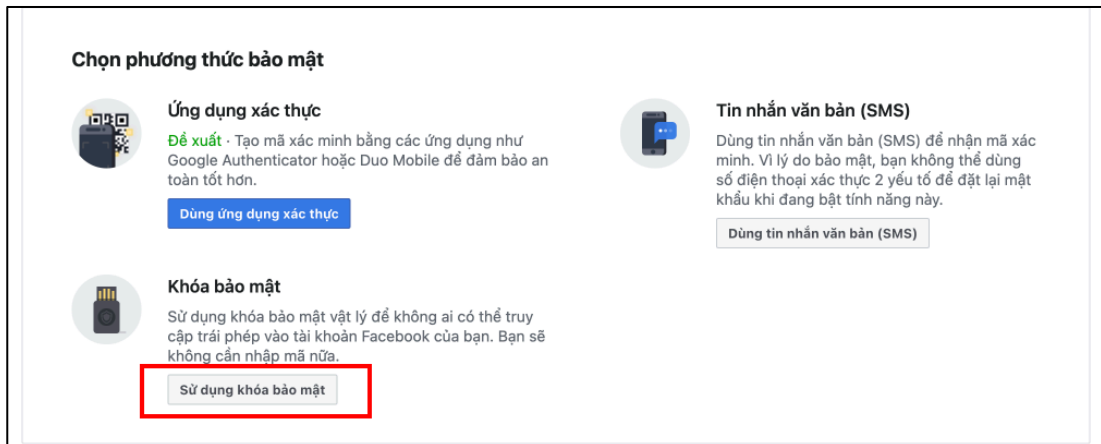 Chọn phương thức bảo mật
Ứng dụng xác thực
Đề xuất · Tạo mã xác minh bằng các ứng dụng như
Google Authenticator hoặc Duo Mobile để đảm bảo an
toàn tốt hơn.
Dùng ứng dụng xác thực
Tin nhắn văn bản (SMS)
Dùng tin nhắn văn bản (SMS) để nhận mã xác
minh. Vì lý do bảo mật, bạn không thể dùng
số điện thoại xác thực 2 yếu tố để đặt lại mật
khẩu khi đang bật tính năng này.
Dùng tin nhắn văn bản (SMS)
Khóa bảo mật
Sử dụng khóa bảo mật vật lý để không ai có thể truy
cập trái phép vào tài khoản Facebook của bạn. Bạn sẽ
không cần nhập mã nữa.
Sử dụng khóa bảo mật